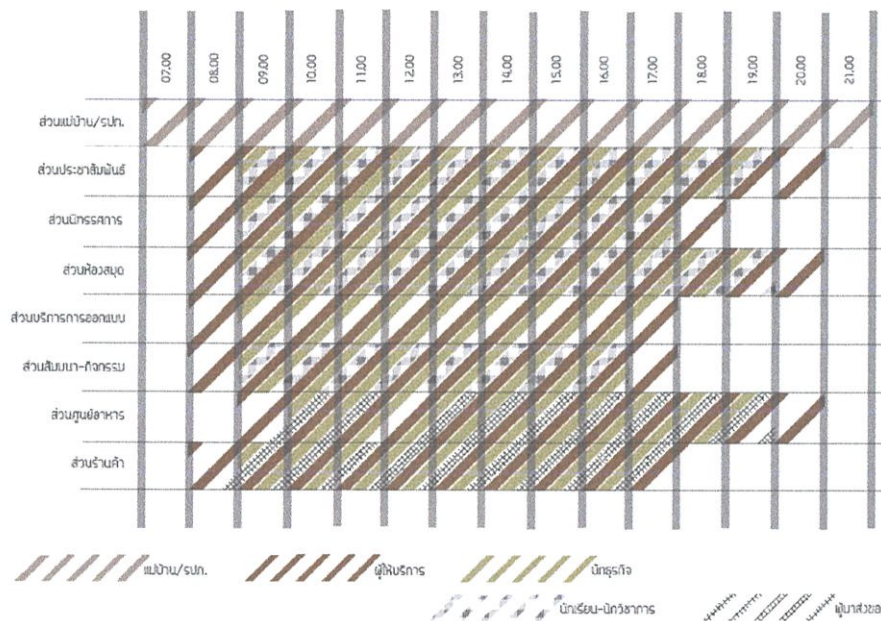 07.00 08.00 09.00 10.00 11.00 12.00 13.00 14.00 15.00 16.00 17.00 18.00 19.00 20.00 21.00
ส่วนแม่บ้าน/รปภ.
ส่วนประชาสัมพันธ์
ส่วนนิทรรศการ
ส่วนห้องสมุด
ส่วนบริการการออกแบบ
ส่วนสัมมนา-กิจกรรม
ส่วนศูนย์อาหาร
ส่วนร้านค้า
แม่บ้าน/รปภ. ผู้ให้บริการ นักธุรกิจ
นักเรียน-นักวิชาการ ผู้มาส่งขอ